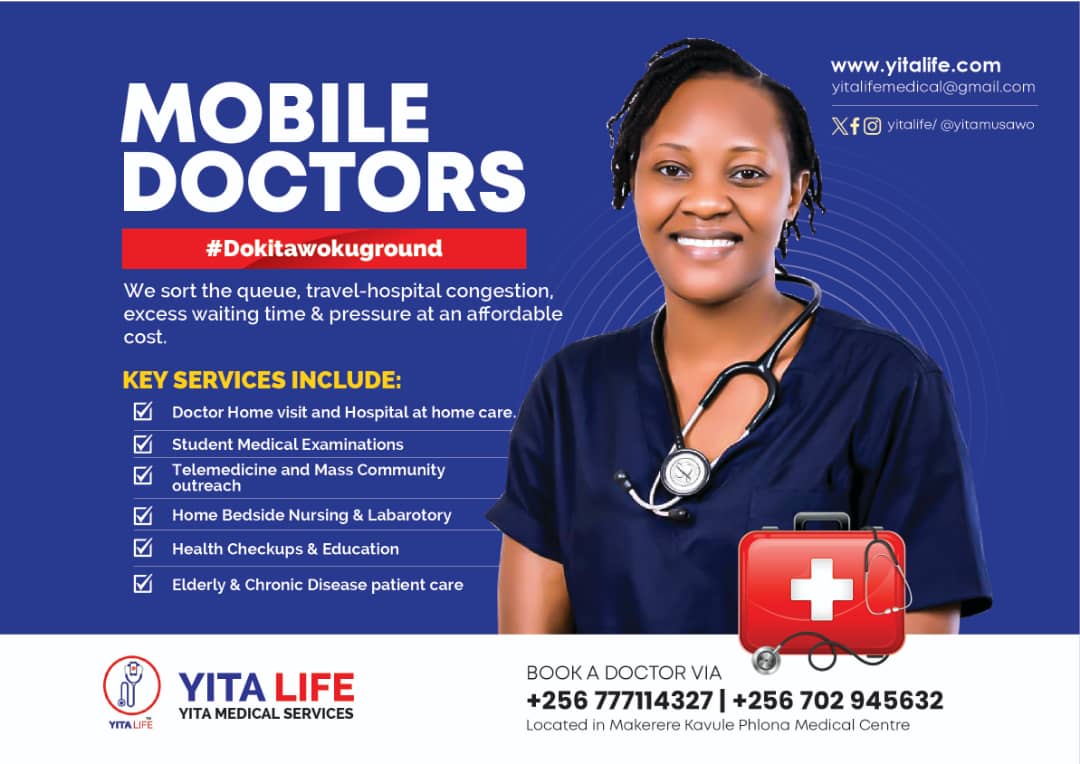 MOBILE
DOCTORS
#Dokitawokuground
We sort the queue, travel-hospital congestion,
excess waiting time & pressure at an affordable
cost.
KEY SERVICES INCLUDE:
Doctor Home visit and Hospital at home care.
Student Medical Examinations
Telemedicine and Mass Community
outreach
Home Bedside Nursing & Labarotory
Health Checkups & Education
Elderly & Chronic Disease patient care
www.yitalife.com
yitalifemedical@gmail.com
yitalife/ @yitamusawo
YITA LIFE
TM
YITA LIFE
YITA MEDICAL SERVICES
BOOK A DOCTOR VIA
+256 777114327 | +256 702 945632
Located in Makerere Kavule Phlona Medical Centre